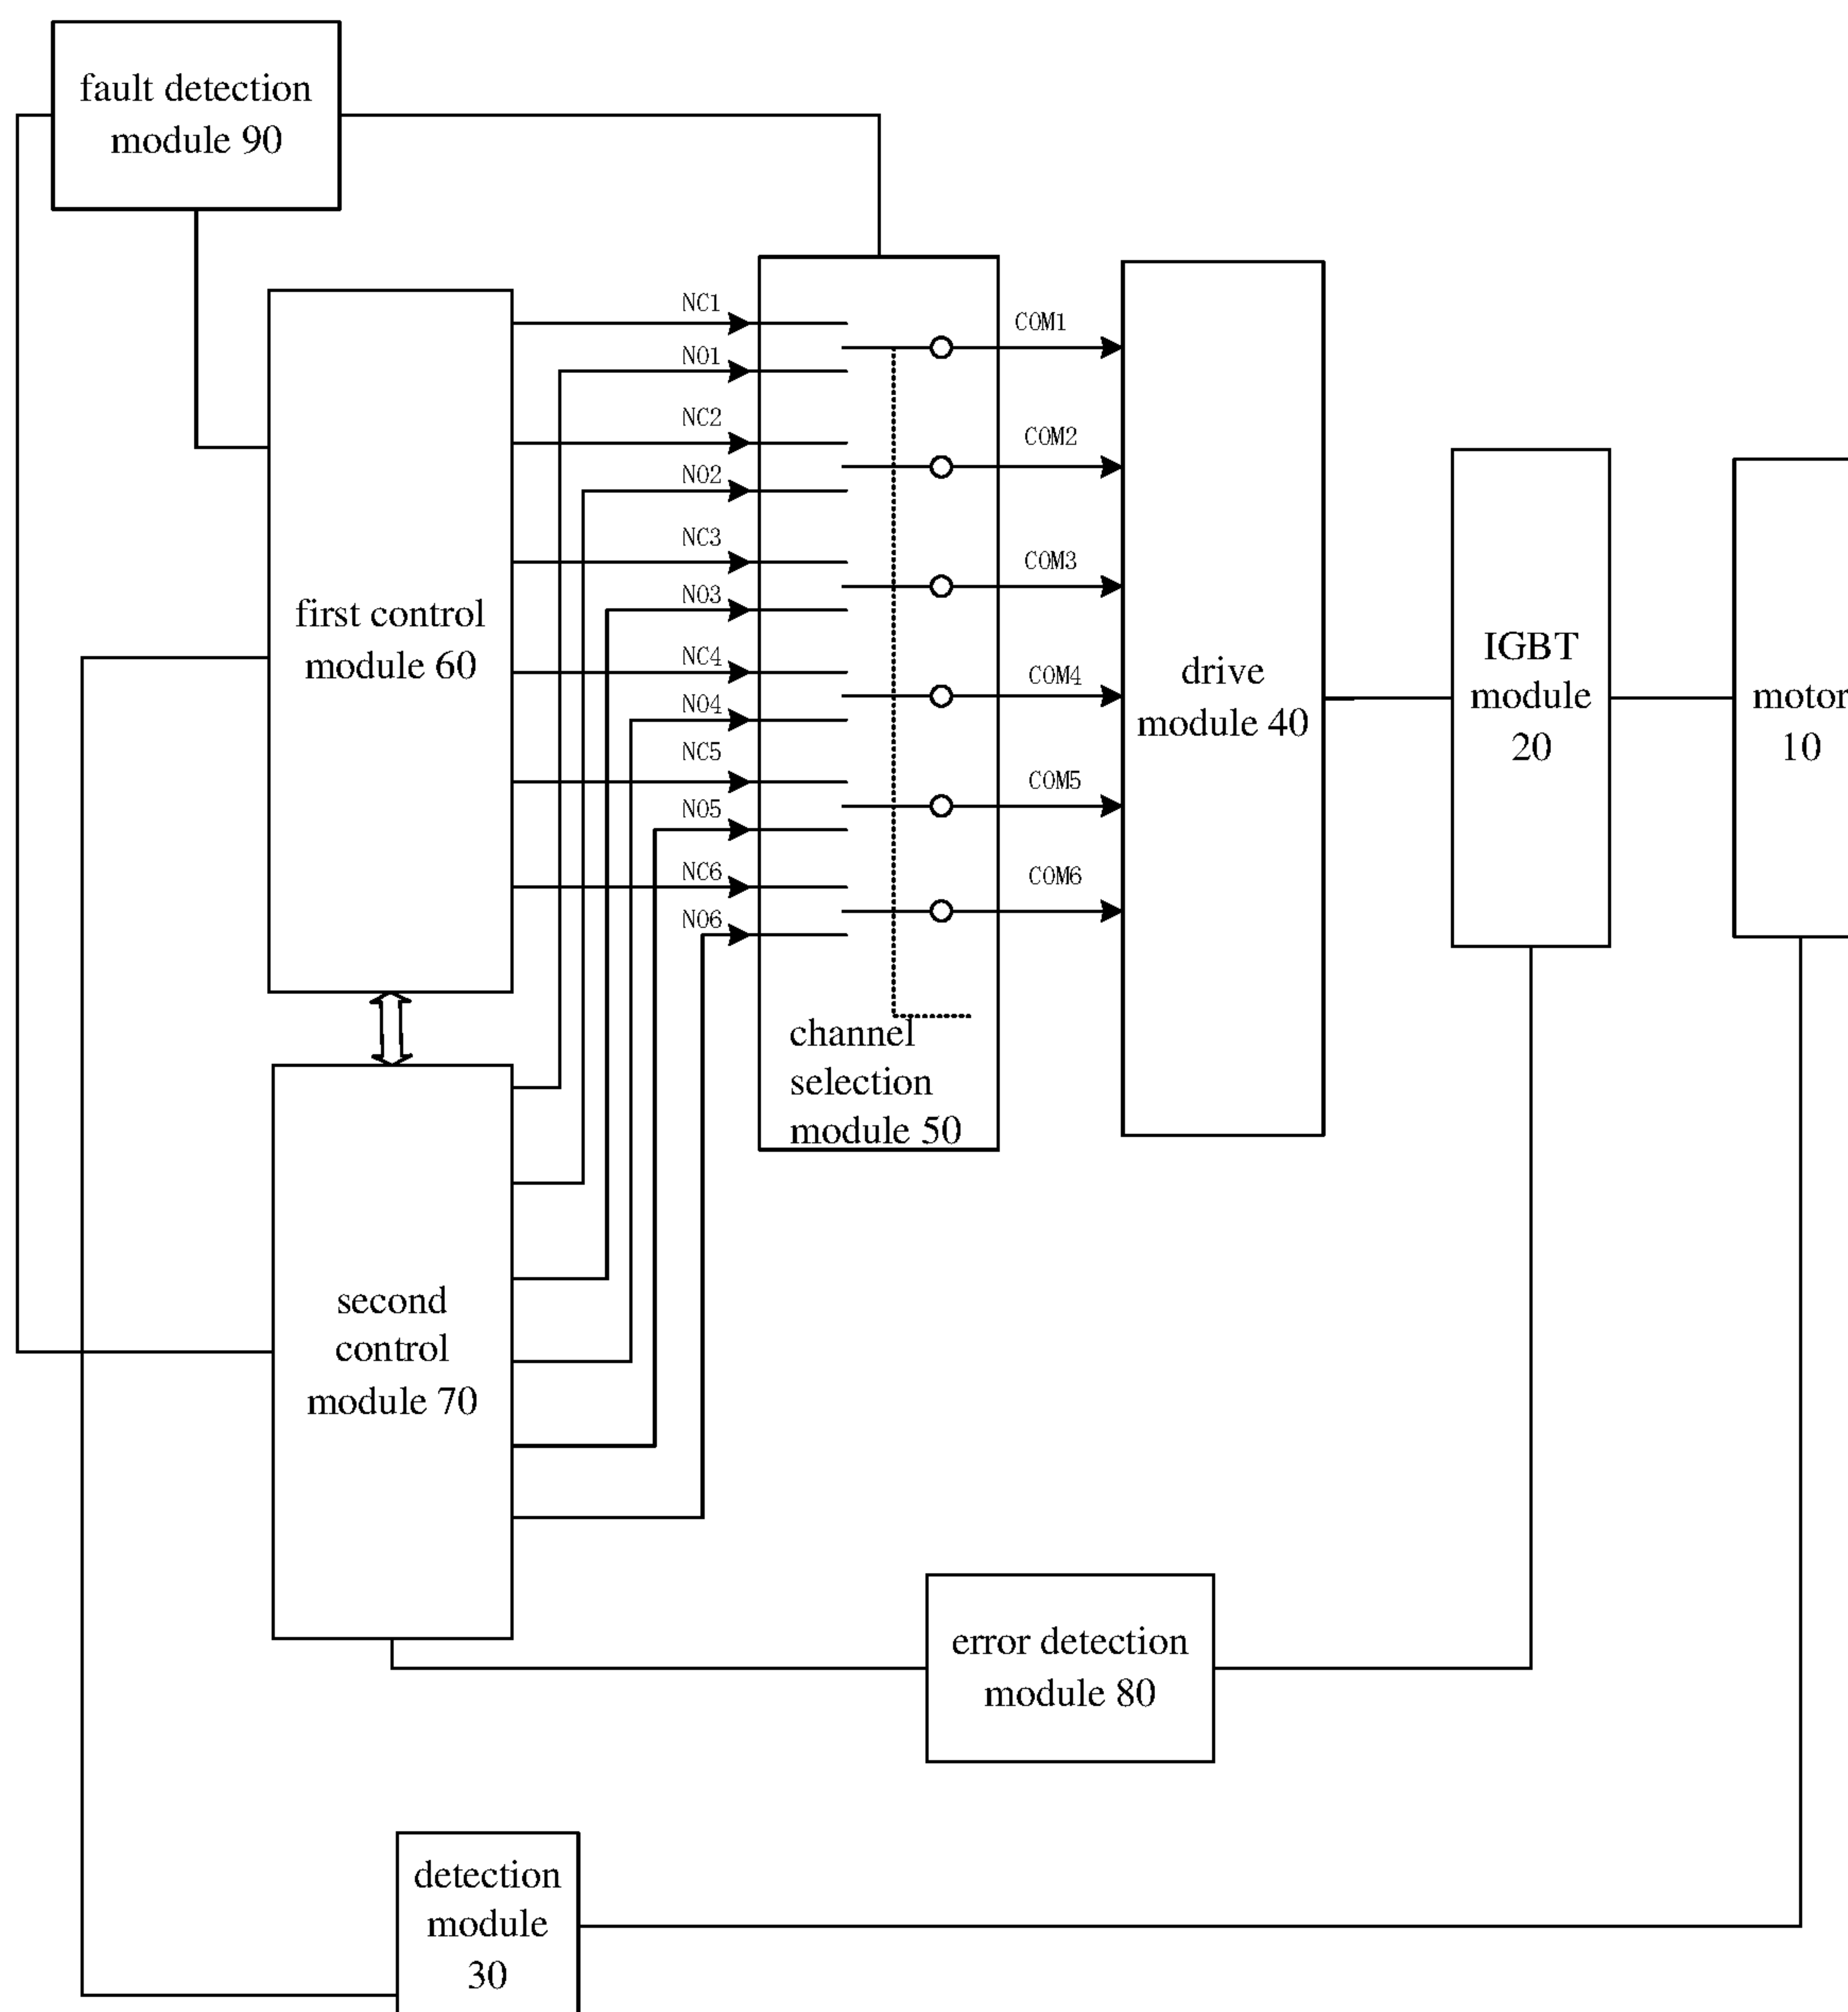 fault detection
module 90
NC1
COM1
NO1
NC2
COM2
NO2
NC3
COM3
NO3
first control
module 60
NC4
COM4
NO4
drive
module 40
IGBT
module
20
motor
10
NC5
COM5
NO5
NC6
COM6
NO6
channel
selection
module 50
second
control
module 70
error detection
module 80
detection
module
30